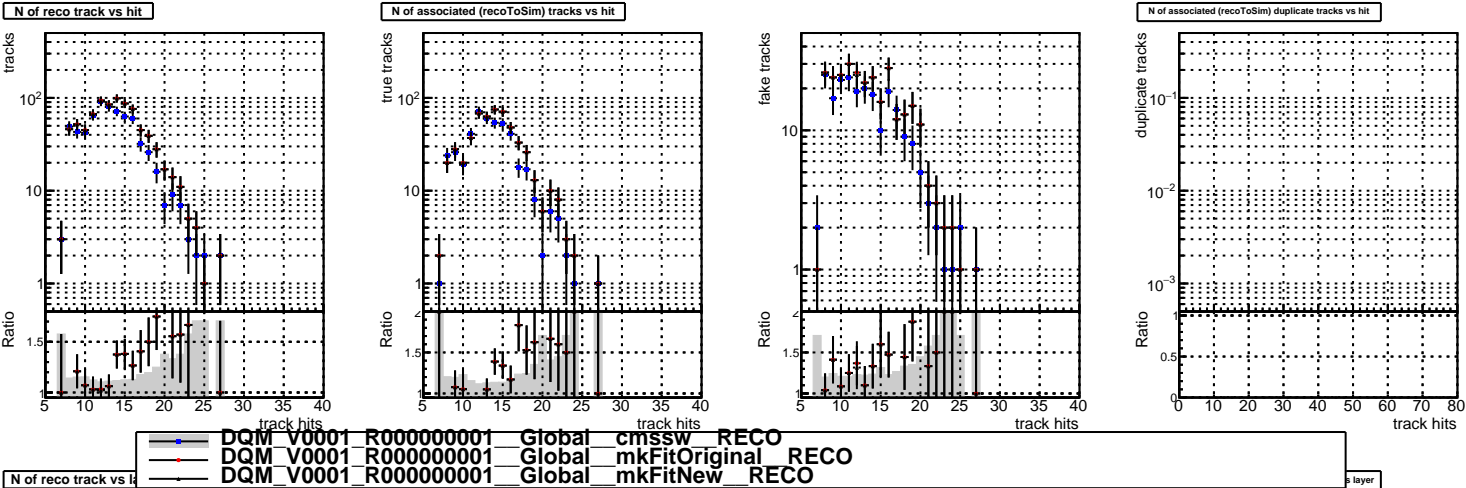 N of reco track vs hit
N of associated (recoToSim) tracks vs hit
N of associated (recoToSim) duplicate tracks vs hit
tracks
true tracks
fake tracks
duplicate tracks
10²
10
1
10²
10
1
10
1
10⁻¹
10⁻²
10⁻³
Ratio
1.5
1
Ratio
2
1.5
1
Ratio
2
1.5
1
Ratio
1
0.5
0
5 10 15 20 25 30 35 40
5 10 15 20 25 30 35 40
5 10 15 20 25 30 35 40
0 10 20 30 40 50 60 70 80
track hits
track hits
track hits
track hits
DQM_V0001_R000000001__Global__cmssw__RECO
DQM_V0001_R000000001__Global__mkFitOriginal__RECO
DQM_V0001_R000000001__Global__mkFitNew__RECO
N of reco track vs la
s layer